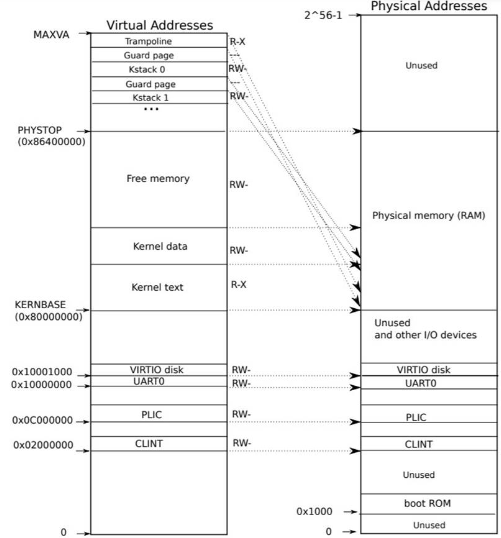 Virtual Addresses
MAXVA
Trampoline
R-X
Guard page
---
Kstack 0
RW-
Guard page
---
Kstack 1
RW-
...
PHYSTOP
(0x86400000)
Free memory
RW-
Kernel data
RW-
Kernel text
R-X
KERNBASE
(0x80000000)
0x10001000
VIRTIO disk
RW-
0x10000000
UART0
RW-
0x0C000000
PLIC
RW-
0x02000000
CLINT
RW-
0
Physical Addresses
2^56-1
Unused
Physical memory (RAM)
Unused
and other I/O devices
VIRTIO disk
UART0
PLIC
CLINT
Unused
boot ROM
0x1000
Unused
0